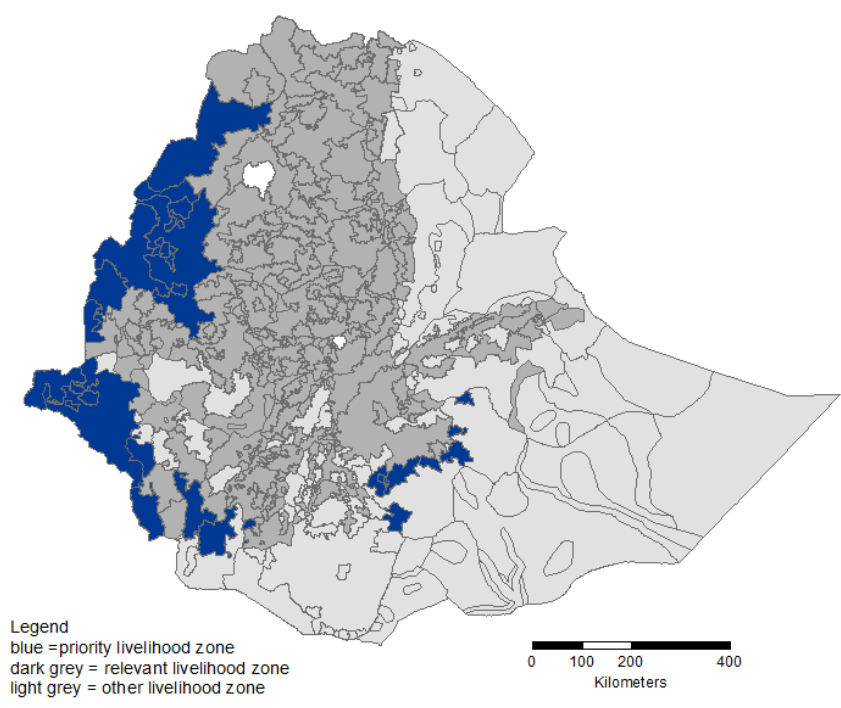 Legend
blue =priority livelihood zone
dark grey = relevant livelihood zone
light grey = other livelihood zone
0 100 200 400
Kilometers